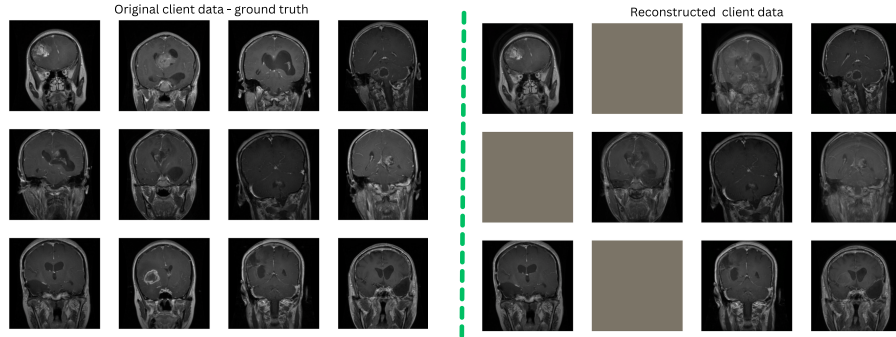 Original client data - ground truth
Reconstructed client data